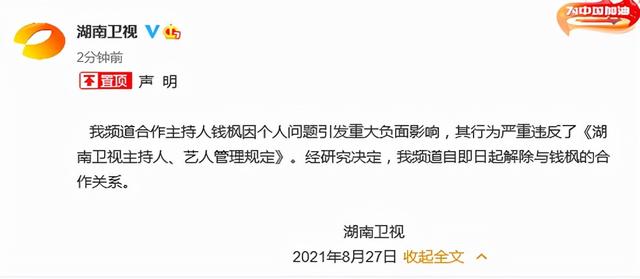 为中国加油
湖南卫视
2分钟前
置顶 声 明
我频道合作主持人钱枫因个人问题引发重大负面影响，其行为严重违反了《湖
南卫视主持人、艺人管理规定》。经研究决定，我频道自即日起解除与钱枫的合
作关系。
湖南卫视
2021年8月27日 收起全文